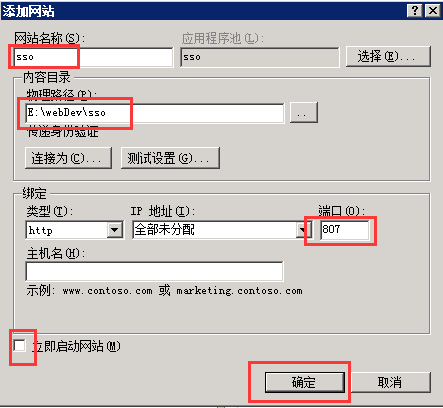 添加网站
网站名称(S): 应用程序池(L):
sso sso 选择(E)...
内容目录
物理路径(P):
E:\webDev\sso ..
传递身份验证
连接为(C)... 测试设置(G)...
绑定
类型(T): IP 地址(I): 端口(O):
http 全部未分配 807
主机名(H):
示例: www.contoso.com 或 marketing.contoso.com
立即启动网站(M)
确定 取消